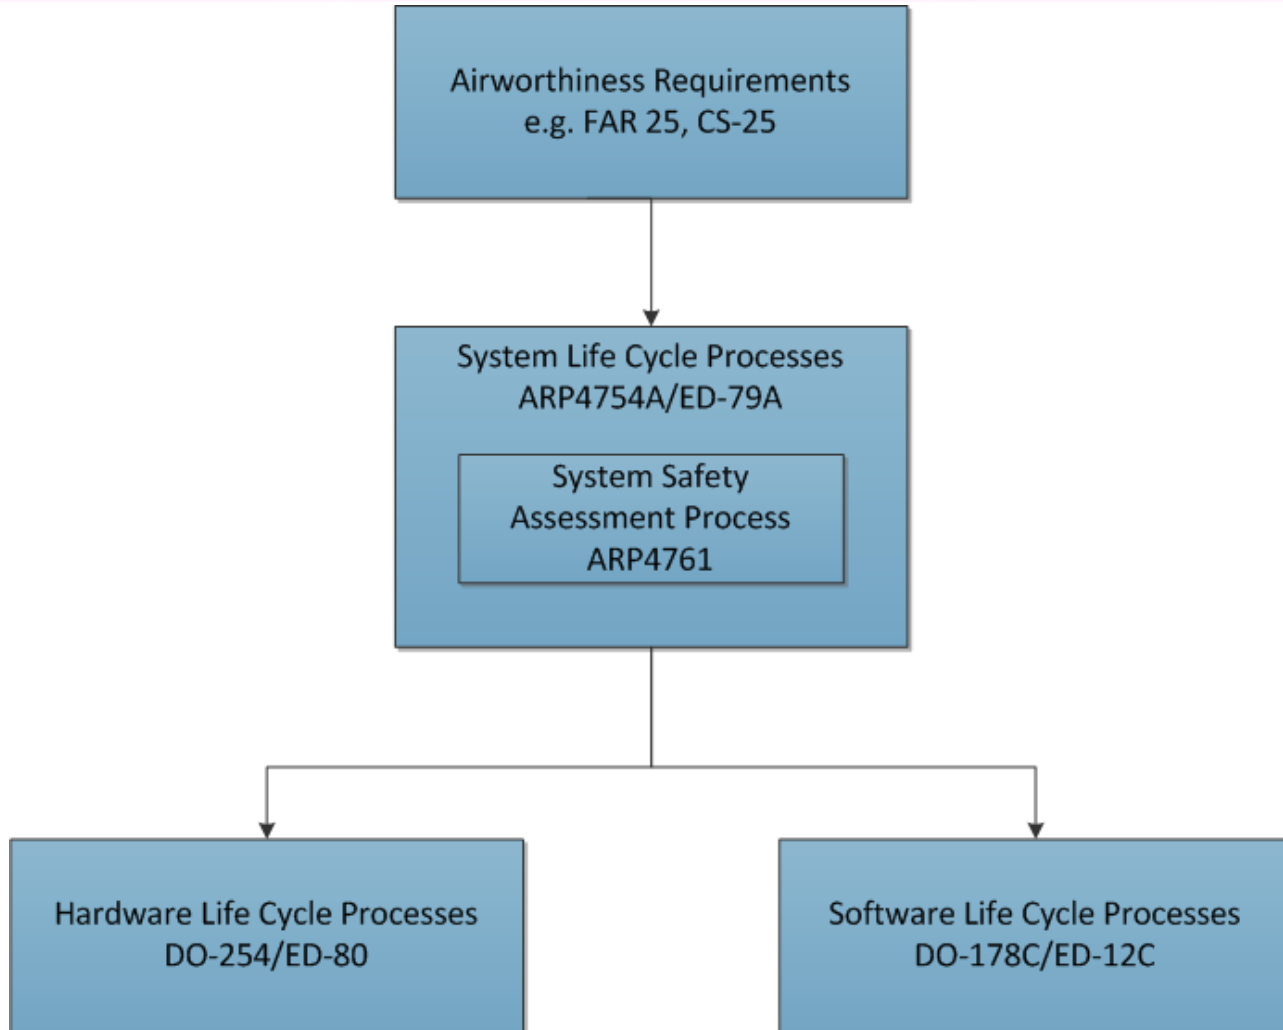 Airworthiness Requirements
e.g. FAR 25, CS-25
System Life Cycle Processes
ARP4754A/ED-79A
System Safety
Assessment Process
ARP4761
Hardware Life Cycle Processes
DO-254/ED-80
Software Life Cycle Processes
DO-178C/ED-12C